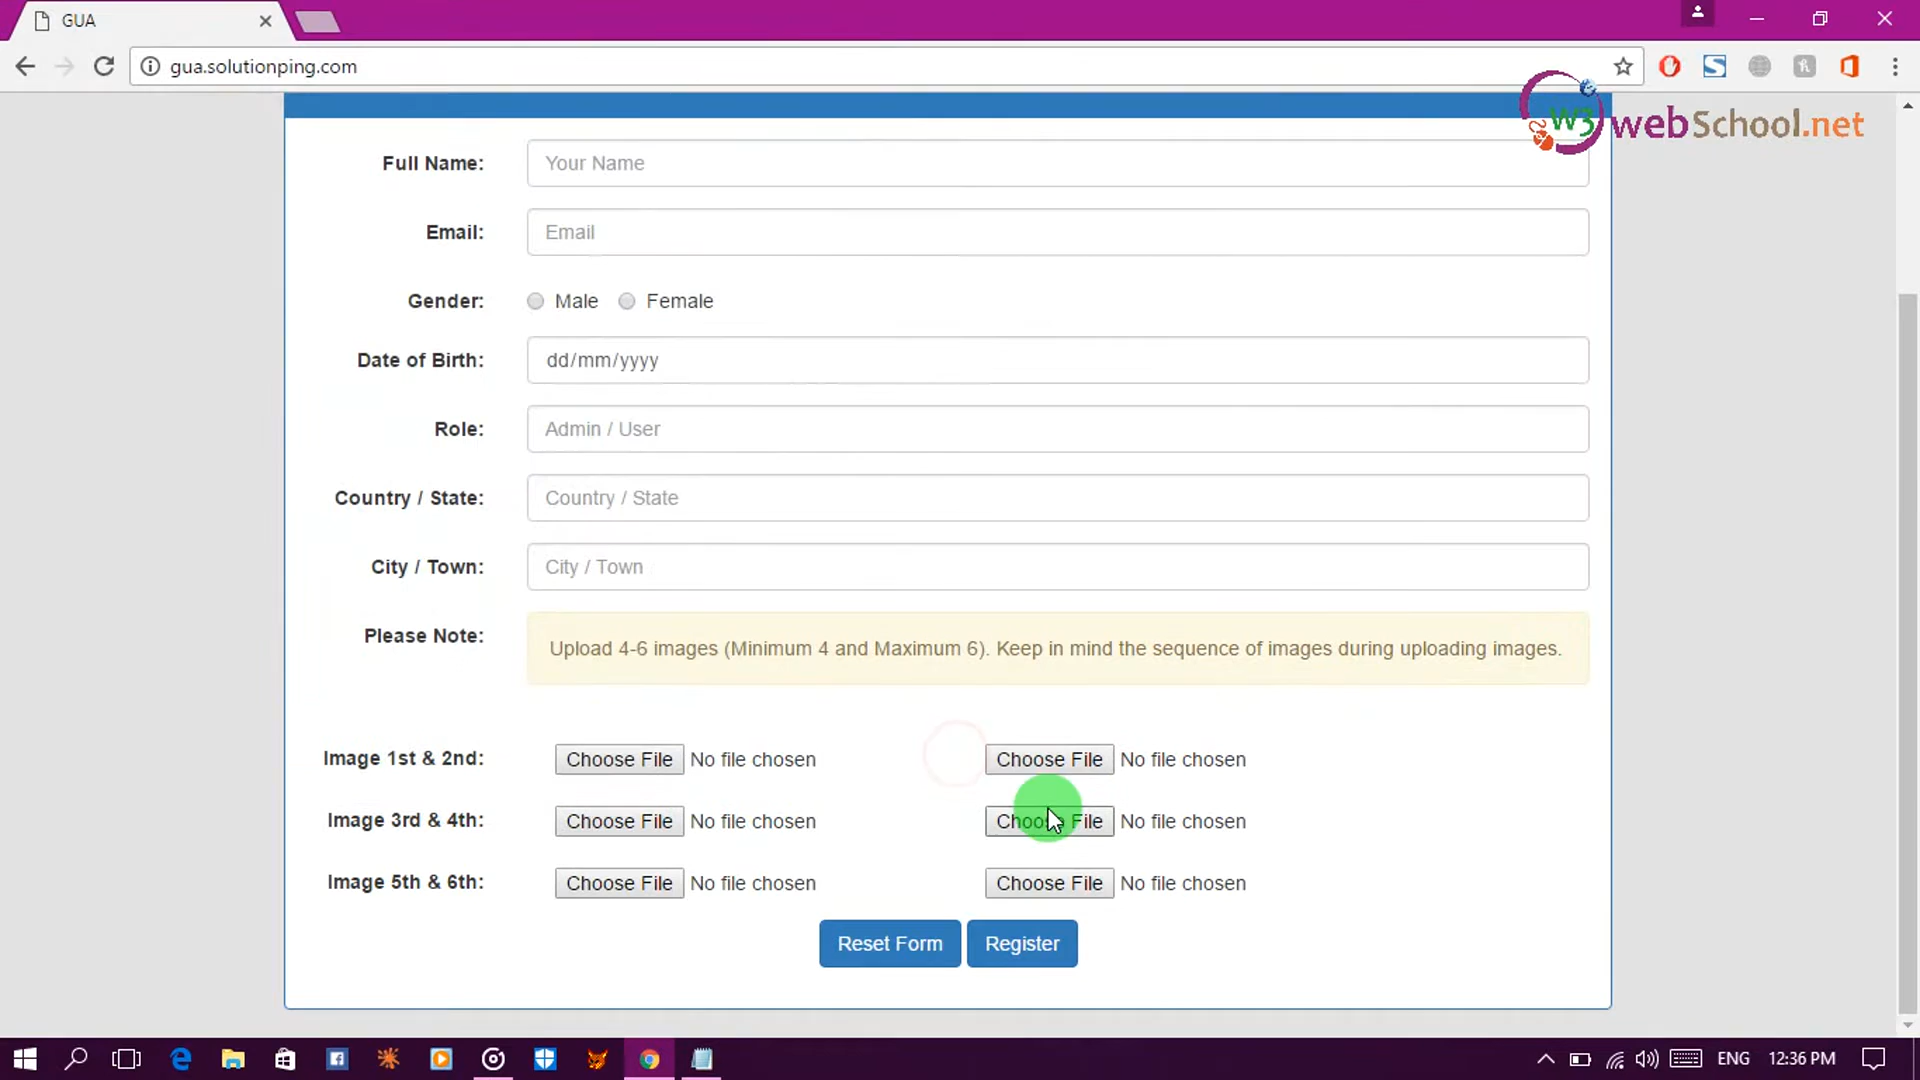 GUA
gua.solutionping.com
W3 webSchool.net
Full Name: Your Name
Email: Email
Gender: Male Female
Date of Birth: dd/mm/yyyy
Role: Admin / User
Country / State: Country / State
City / Town: City / Town
Please Note: Upload 4-6 images (Minimum 4 and Maximum 6). Keep in mind the sequence of images during uploading images.
Image 1st & 2nd: Choose File No file chosen Choose File No file chosen
Image 3rd & 4th: Choose File No file chosen Choose File No file chosen
Image 5th & 6th: Choose File No file chosen Choose File No file chosen
Reset Form Register
ENG 12:36 PM